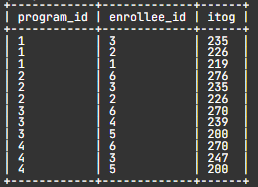 +------------+-------------+------+
| program_id | enrollee_id | itog |
+------------+-------------+------+
| 1          | 3           | 235  |
| 1          | 2           | 226  |
| 1          | 1           | 219  |
| 2          | 6           | 276  |
| 2          | 3           | 235  |
| 2          | 2           | 226  |
| 3          | 6           | 270  |
| 3          | 4           | 239  |
| 3          | 5           | 200  |
| 4          | 6           | 270  |
| 4          | 3           | 247  |
| 4          | 5           | 200  |
+------------+-------------+------+